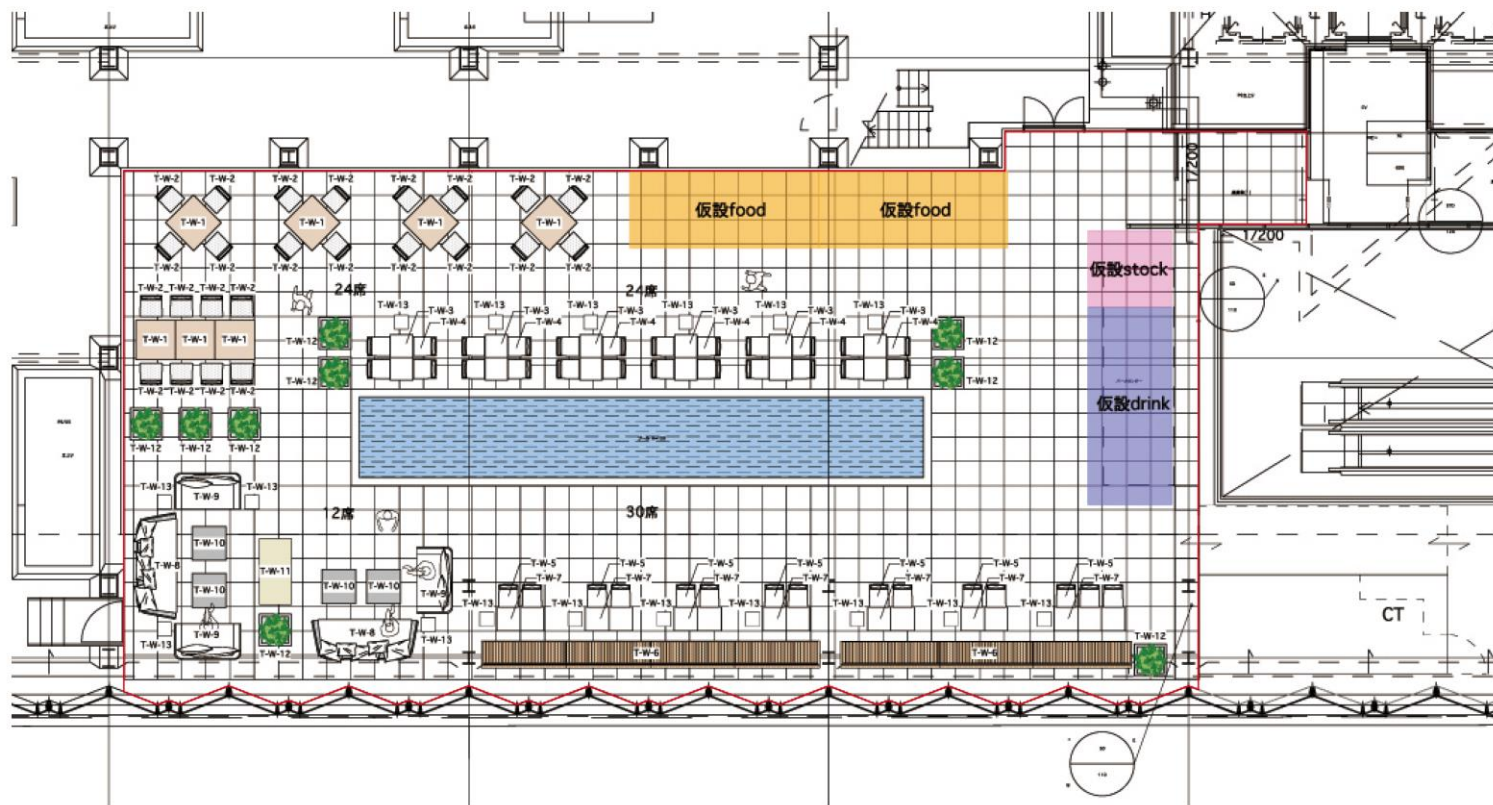 EV
1/200
T-W-2 T-W-2 T-W-2 T-W-2 T-W-2 T-W-2 T-W-2 T-W-2
T-W-1 T-W-1 T-W-1 T-W-1
仮設food 仮設food
T-W-2 T-W-2 T-W-2 T-W-2 T-W-2 T-W-2 T-W-2 T-W-2
1/200
仮設stock
T-W-2 T-W-2 T-W-2 T-W-2
24席 24席
T-W-13 T-W-13 T-W-13 T-W-13 T-W-13 T-W-13
T-W-3 T-W-3 T-W-3 T-W-3 T-W-3 T-W-3
T-W-4 T-W-4 T-W-4 T-W-4 T-W-4 T-W-4
T-W-1 T-W-1 T-W-1
T-W-12 T-W-12
T-W-12 T-W-12
T-W-2 T-W-2 T-W-2 T-W-2
仮設drink
T-W-12 T-W-12 T-W-12
T-W-13 T-W-9 T-W-13
12席 30席
T-W-10 T-W-11
T-W-8
T-W-10 T-W-10 T-W-10 T-W-9
T-W-5 T-W-5 T-W-5 T-W-5 T-W-5 T-W-5 T-W-5
T-W-7 T-W-7 T-W-7 T-W-7 T-W-7 T-W-7 T-W-7
T-W-13 T-W-13 T-W-13 T-W-13 T-W-13 T-W-13 T-W-13
CT
T-W-13 T-W-9 T-W-8 T-W-13
T-W-12 T-W-6 T-W-6 T-W-12